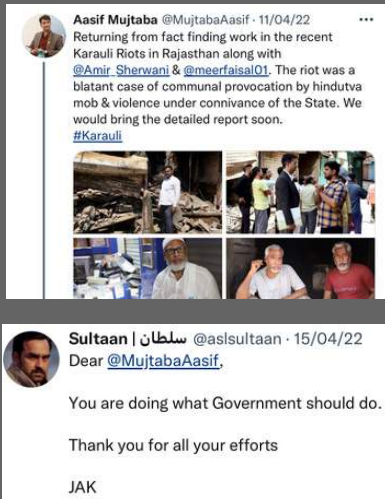 Aasif Mujtaba @MujtabaAasif · 11/04/22
Returning from fact finding work in the recent
Karauli Riots in Rajasthan along with
@Amir_Sherwani & @meerfaisal01. The riot was a
blatant case of communal provocation by hindutva
mob & violence under connivance of the State. We
would bring the detailed report soon.
#Karauli
Sultaan | سلطان @aslsultaan · 15/04/22
Dear @MujtabaAasif,
You are doing what Government should do.
Thank you for all your efforts
JAK